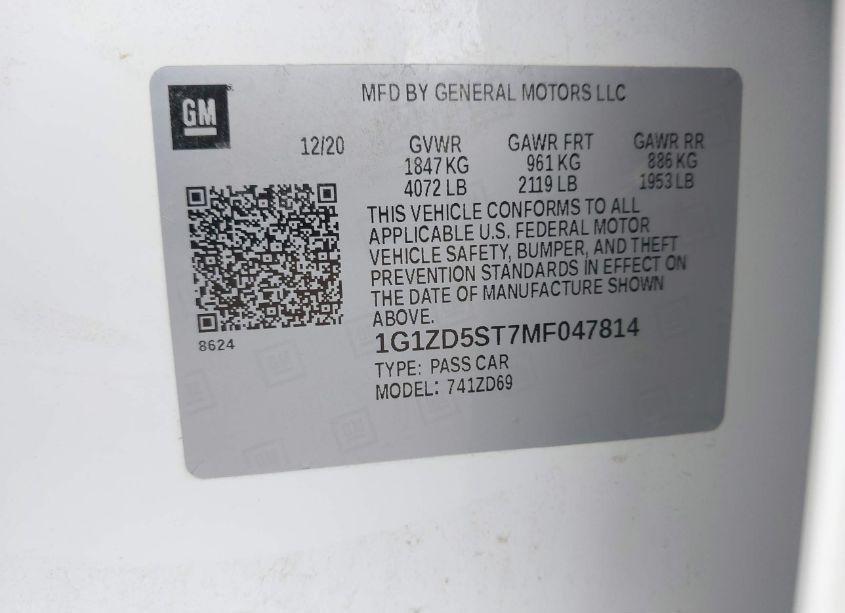 GM
MFD BY GENERAL MOTORS LLC
12/20 GVWR GAWR FRT GAWR RR
1847 KG 961 KG 886 KG
4072 LB 2119 LB 1953 LB
THIS VEHICLE CONFORMS TO ALL
APPLICABLE U.S. FEDERAL MOTOR
VEHICLE SAFETY, BUMPER, AND THEFT
PREVENTION STANDARDS IN EFFECT ON
THE DATE OF MANUFACTURE SHOWN
ABOVE.
8624
1G1ZD5ST7MF047814
TYPE: PASS CAR
MODEL: 741ZD69